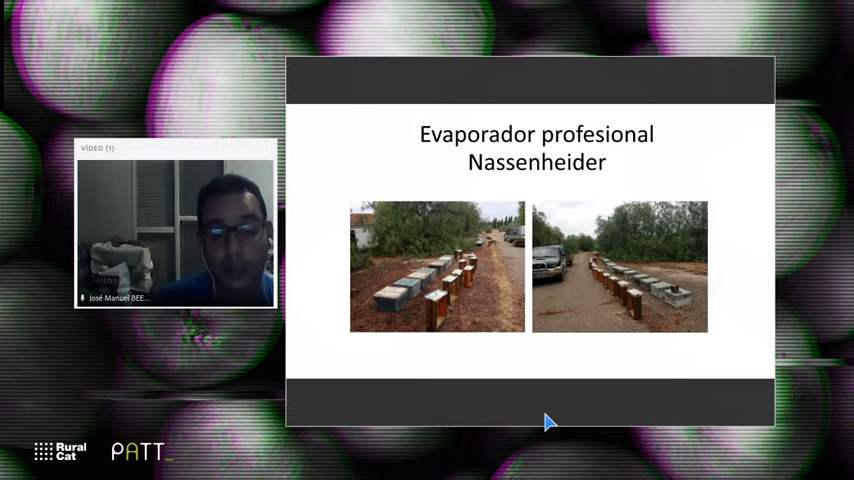 VÍDEO (1)
José Manuel BEE...
Evaporador profesional
Nassenheider
Rural
Cat
PATT_